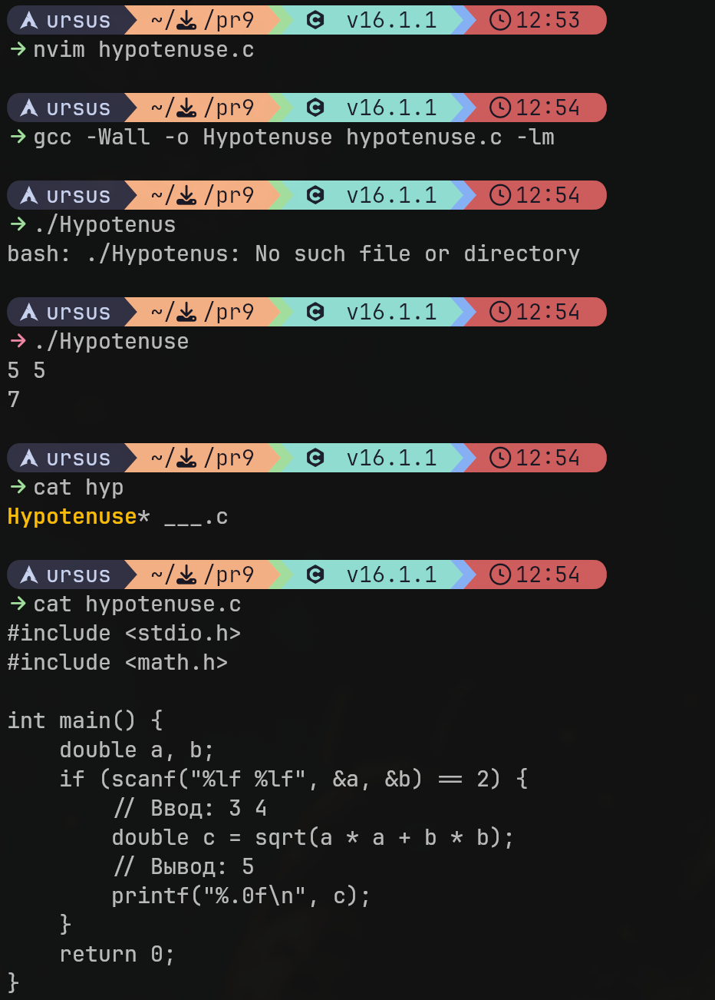 ursus ~/ /pr9 v16.1.1 12:53
→ nvim hypotenuse.c
ursus ~/ /pr9 v16.1.1 12:54
→ gcc -Wall -o Hypotenuse hypotenuse.c -lm
ursus ~/ /pr9 v16.1.1 12:54
→ ./Hypotenus
bash: ./Hypotenus: No such file or directory
ursus ~/ /pr9 v16.1.1 12:54
→ ./Hypotenuse
5 5
7
ursus ~/ /pr9 v16.1.1 12:54
→ cat hyp
Hypotenuse* ___.c
ursus ~/ /pr9 v16.1.1 12:54
→ cat hypotenuse.c
#include <stdio.h>
#include <math.h>
int main() {
    double a, b;
    if (scanf("%lf %lf", &a, &b) == 2) {
        // Ввод: 3 4
        double c = sqrt(a * a + b * b);
        // Вывод: 5
        printf("%.0f\n", c);
    }
    return 0;
}